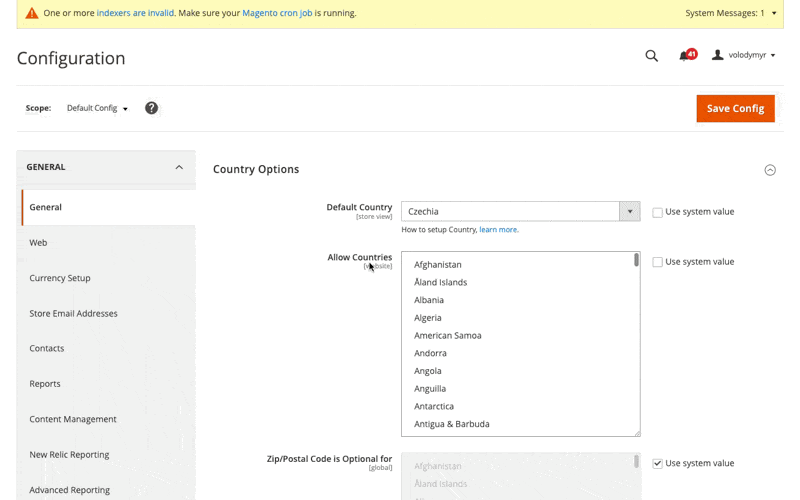 One or more indexers are invalid. Make sure your Magento cron job is running.
System Messages: 1
Configuration
41
volodymyr
Scope:
Default Config
?
Save Config
GENERAL
General
Web
Currency Setup
Store Email Addresses
Contacts
Reports
Content Management
New Relic Reporting
Advanced Reporting
Country Options
Default Country
[store view]
Czechia
Use system value
How to setup Country, learn more.
Allow Countries
[website]
Afghanistan
Åland Islands
Albania
Algeria
American Samoa
Andorra
Angola
Anguilla
Antarctica
Antigua & Barbuda
Use system value
Zip/Postal Code is Optional for
[global]
Afghanistan
Åland Islands
Use system value